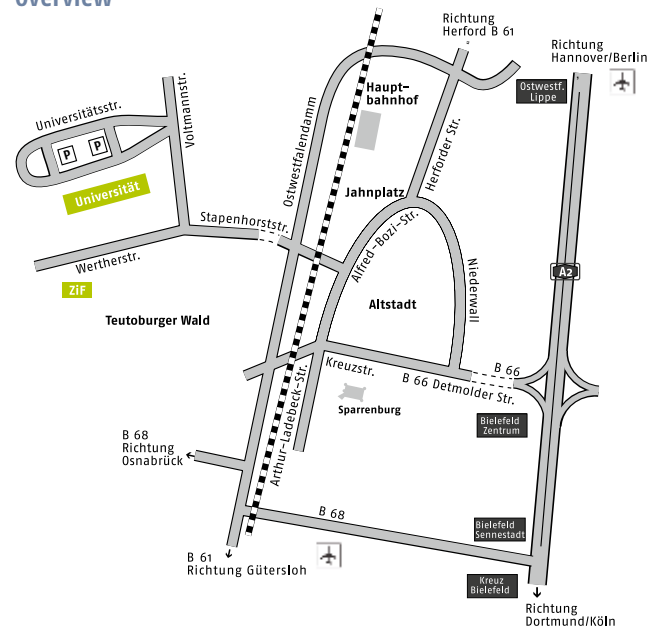 overview
Richtung
Herford B 61
Richtung
Hannover/Berlin
Ostwestf.
Lippe
Haupt-
bahnhof
Voltmannstr.
Universitätsstr.
P
P
Universität
Ostwestfalendamm
Herforder Str.
Jahnplatz
Stapenhorststr.
Alfred-Bozi-Str.
Wertherstr.
Niederwall
A2
ZiF
Altstadt
Teutoburger Wald
Kreuzstr.
B 66
B 66 Detmolder Str.
Arthur-Ladebeck-Str.
Sparrenburg
Bielefeld
Zentrum
B 68
Richtung
Osnabrück
B 68
Bielefeld
Sennestadt
B 61
Richtung Gütersloh
Kreuz
Bielefeld
Richtung
Dortmund/Köln